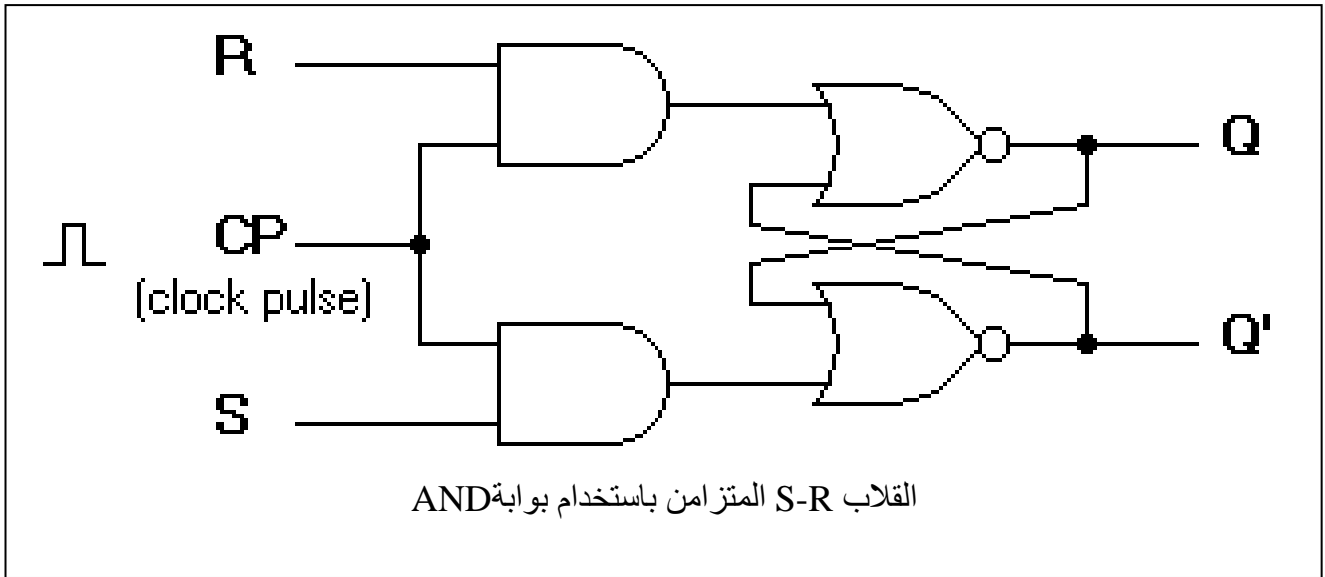 R
Q
CP
(clock pulse)
Q'
S
القلاب S-R المتزامن باستخدام بوابةAND